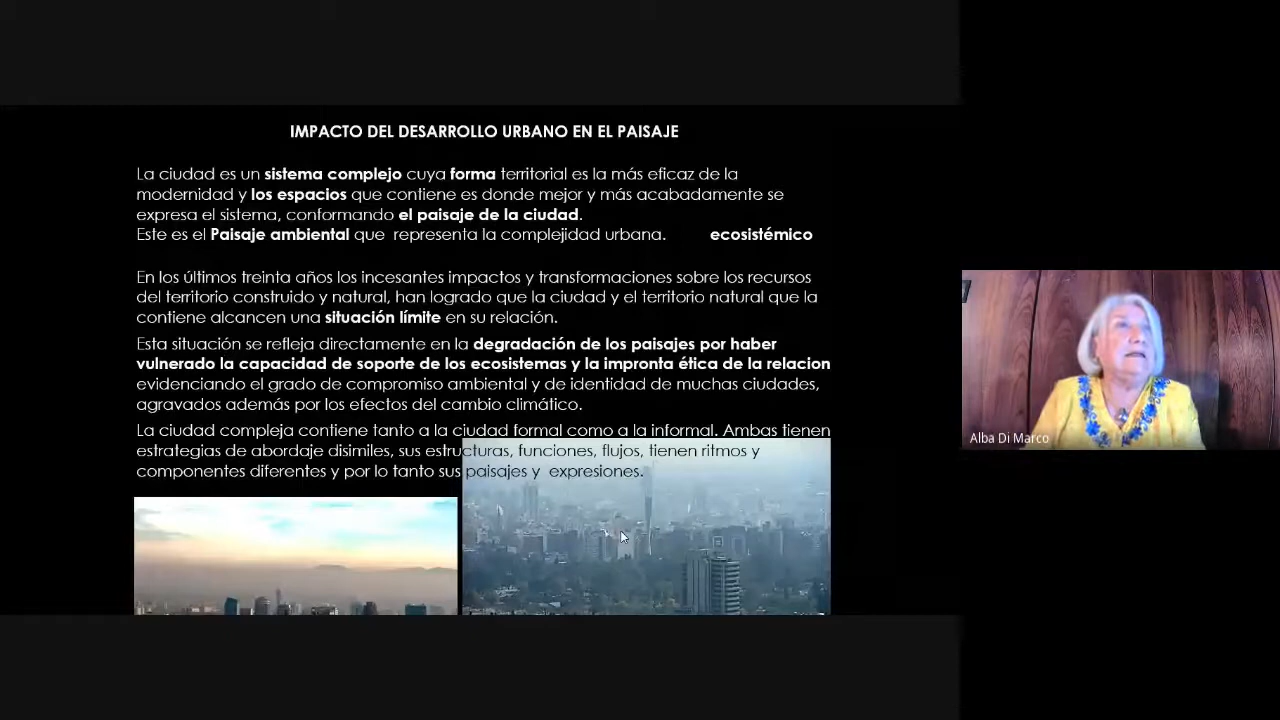 IMPACTO DEL DESARROLLO URBANO EN EL PAISAJE
La ciudad es un sistema complejo cuya forma territorial es la más eficaz de la
modernidad y los espacios que contiene es donde mejor y más acabadamente se
expresa el sistema, conformando el paisaje de la ciudad.
Este es el Paisaje ambiental que representa la complejidad urbana. ecosistémico
En los últimos treinta años los incesantes impactos y transformaciones sobre los recursos
del territorio construido y natural, han logrado que la ciudad y el territorio natural que la
contiene alcancen una situación límite en su relación.
Esta situación se refleja directamente en la degradación de los paisajes por haber
vulnerado la capacidad de soporte de los ecosistemas y la impronta ética de la relacion
evidenciando el grado de compromiso ambiental y de identidad de muchas ciudades,
agravados además por los efectos del cambio climático.
La ciudad compleja contiene tanto a la ciudad formal como a la informal. Ambas tienen
estrategias de abordaje disimiles, sus estructuras, funciones, flujos, tienen ritmos y
componentes diferentes y por lo tanto sus paisajes y expresiones.
Alba Di Marco